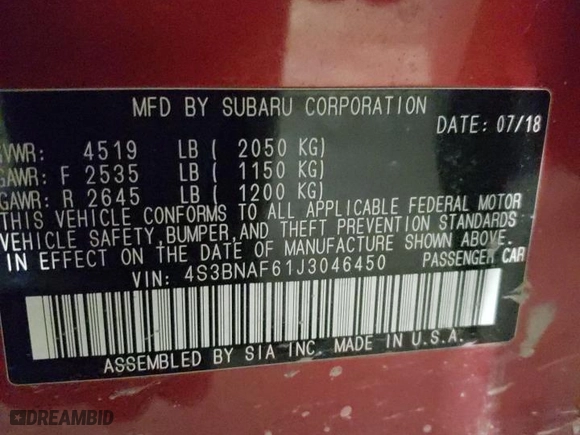 MFD BY SUBARU CORPORATION
DATE: 07/18
GVWR: 4519 LB ( 2050 KG)
GAWR: F 2535 LB ( 1150 KG)
GAWR: R 2645 LB ( 1200 KG)
THIS VEHICLE CONFORMS TO ALL APPLICABLE FEDERAL MOTOR
VEHICLE SAFETY, BUMPER, AND THEFT PREVENTION STANDARDS
IN EFFECT ON THE DATE OF MANUFACTURE SHOWN ABOVE.
VIN: 4S3BNAF61J3046450 PASSENGER CAR
ASSEMBLED BY SIA INC. MADE IN U.S.A.
DREAMBID